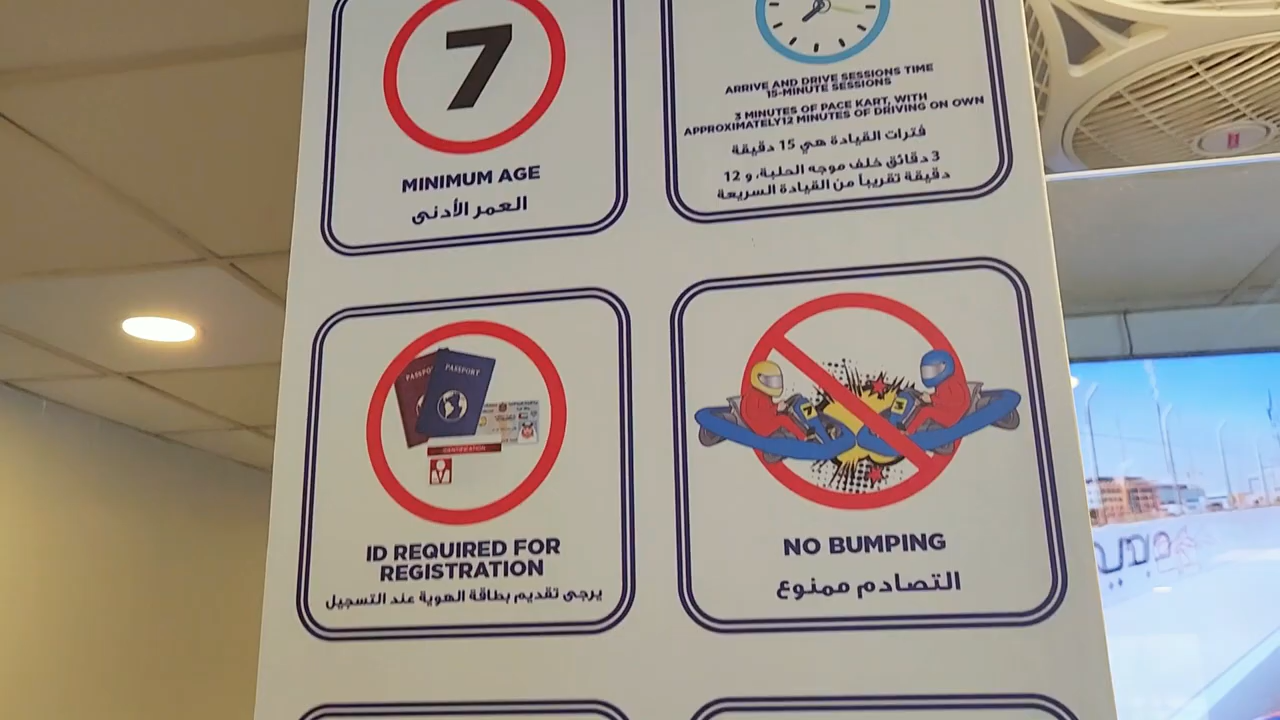 7
MINIMUM AGE
العمر الأدنى
ARRIVE AND DRIVE SESSIONS TIME
15-MINUTE SESSIONS
3 MINUTES OF PACE KART, WITH
APPROXIMATELY12 MINUTES OF DRIVING ON OWN
فترات القيادة هي 15 دقيقة
3 دقائق خلف موجه الحلبة، و 12
دقيقة تقريباً من القيادة السريعة
PASSPORT
IDENTIFICATION
ID REQUIRED FOR
REGISTRATION
يرجى تقديم بطاقة الهوية عند التسجيل
NO BUMPING
التصادم ممنوع